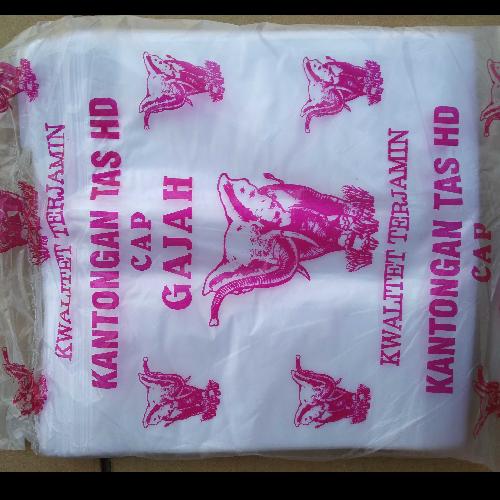 KWALITET TERJAMIN
KANTONGAN TAS HD
CAP
GAJAH
KWALITET TERJAMIN
KANTONGAN TAS HD
CAP